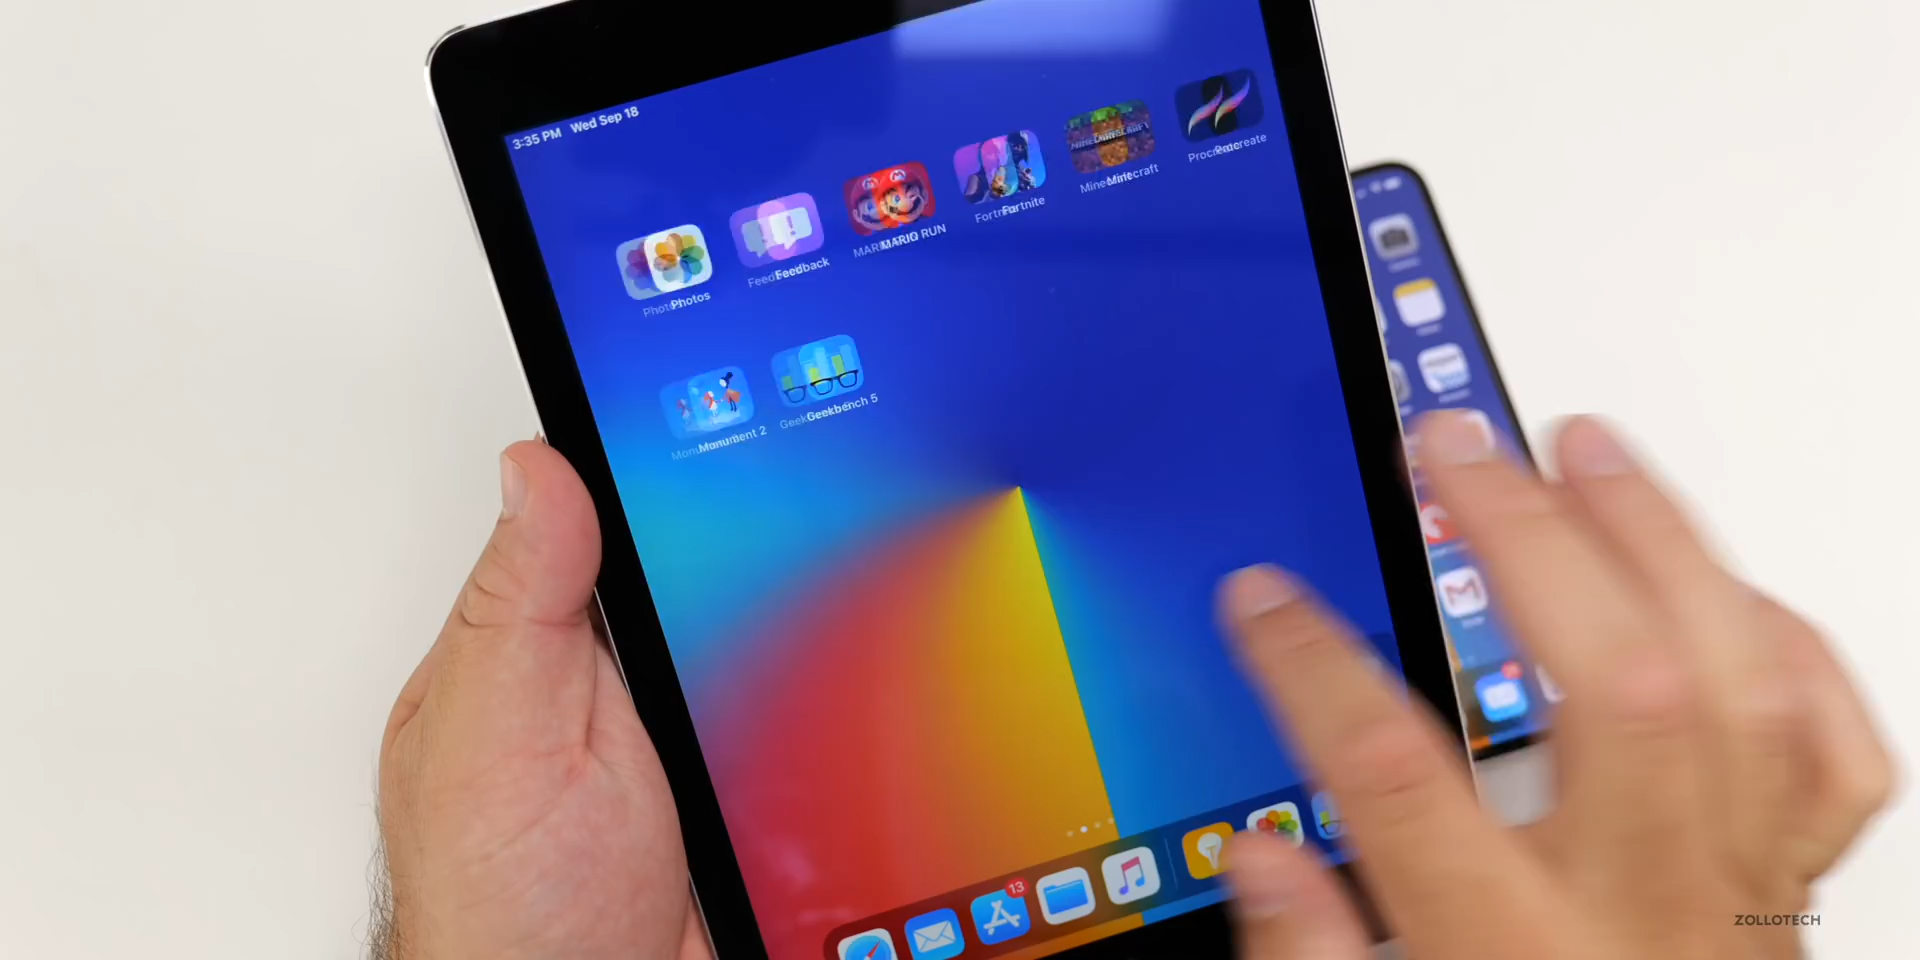 3:35 PM Wed Sep 18
Photos
Feedback
MARIO RUN
Fortnite
Minecraft
Procreate
Monument 2
Geekbench 5
13
ZOLLOTECH